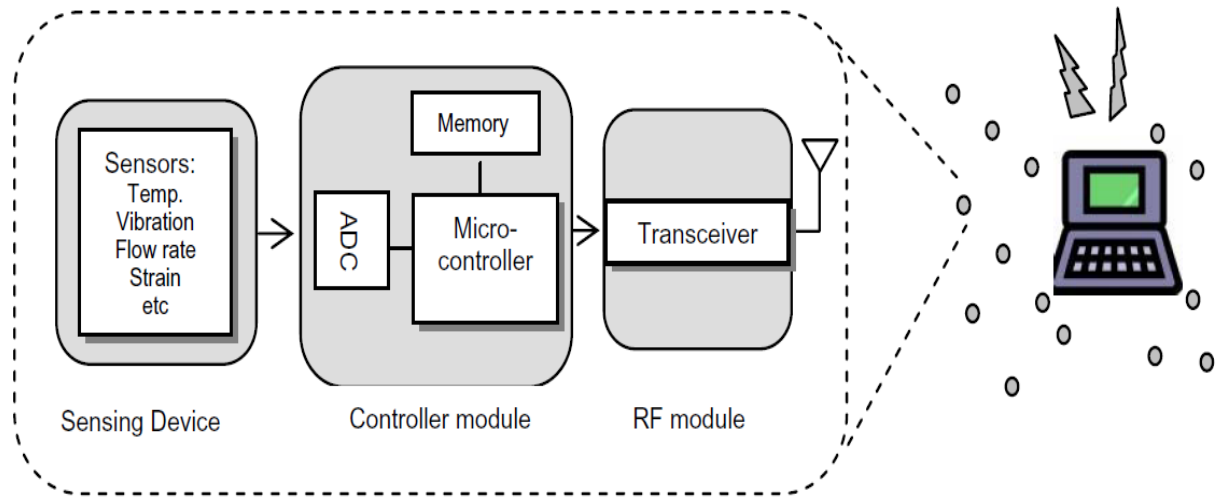 Sensors:
Temp.
Vibration
Flow rate
Strain
etc
ADC
Memory
Micro-
controller
Transceiver
Sensing Device
Controller module
RF module